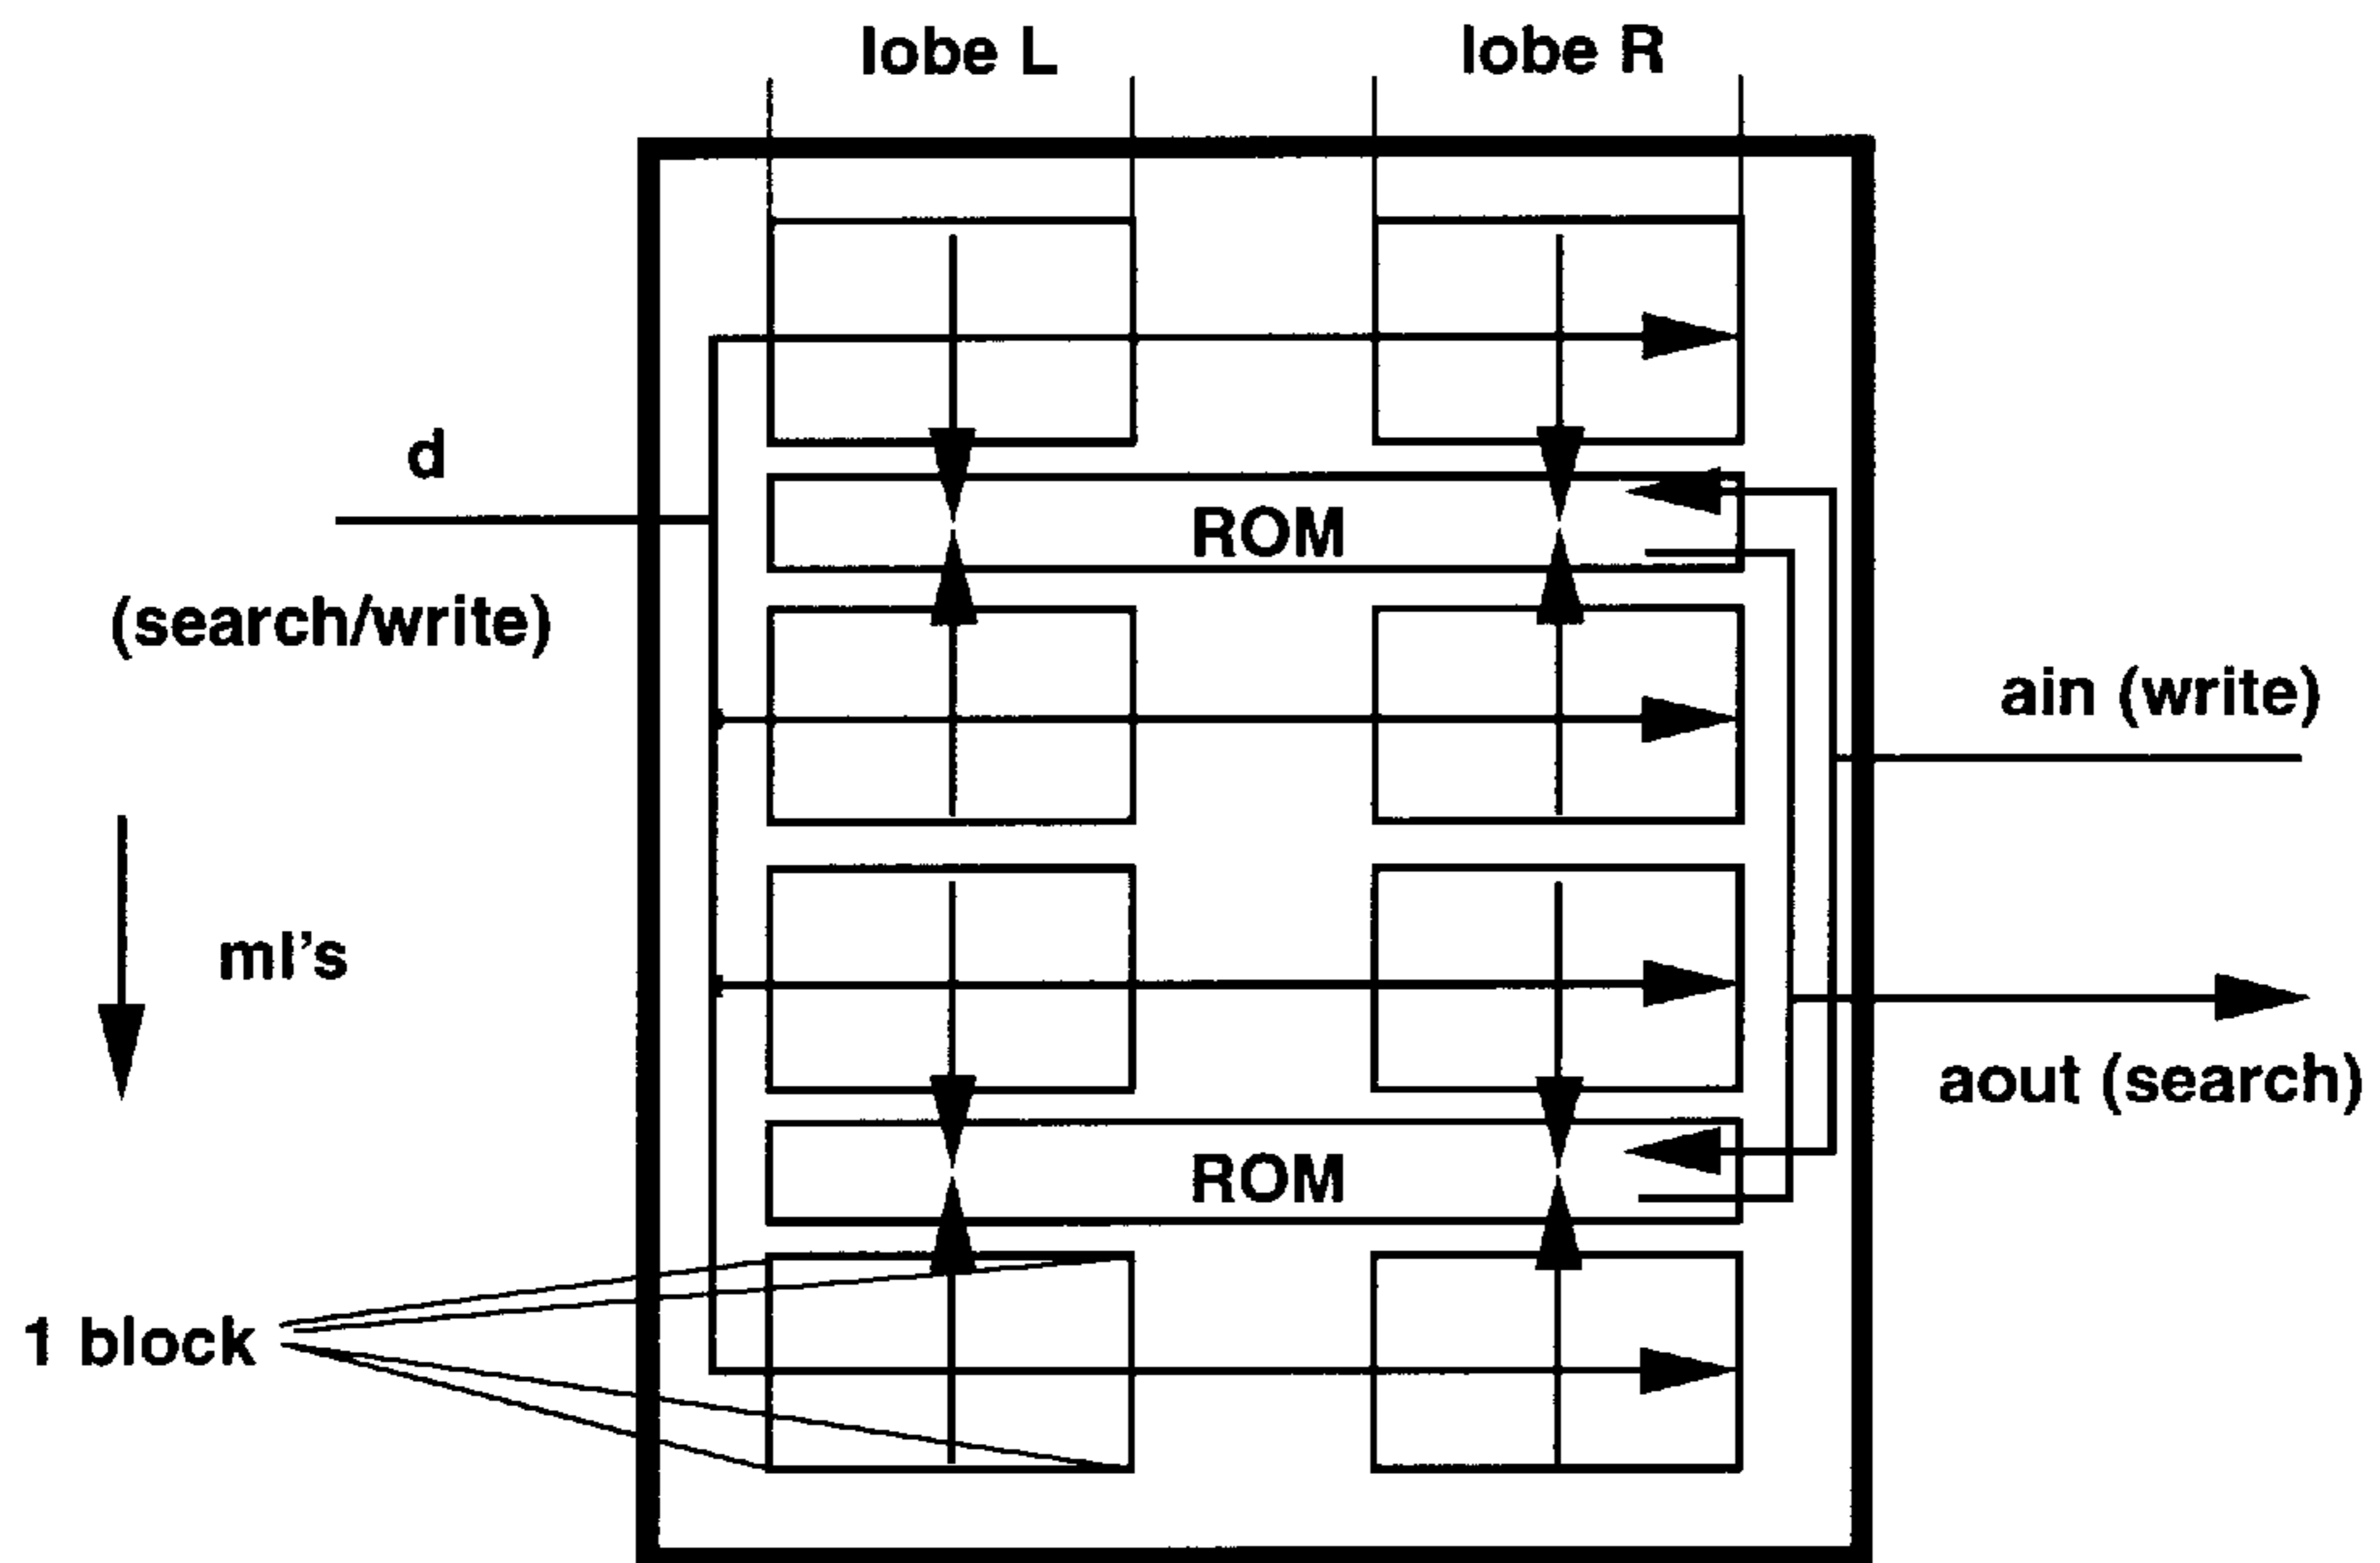 lobe L
lobe R
d
ROM
(search/write)
ain (write)
ml's
aout (search)
ROM
1 block